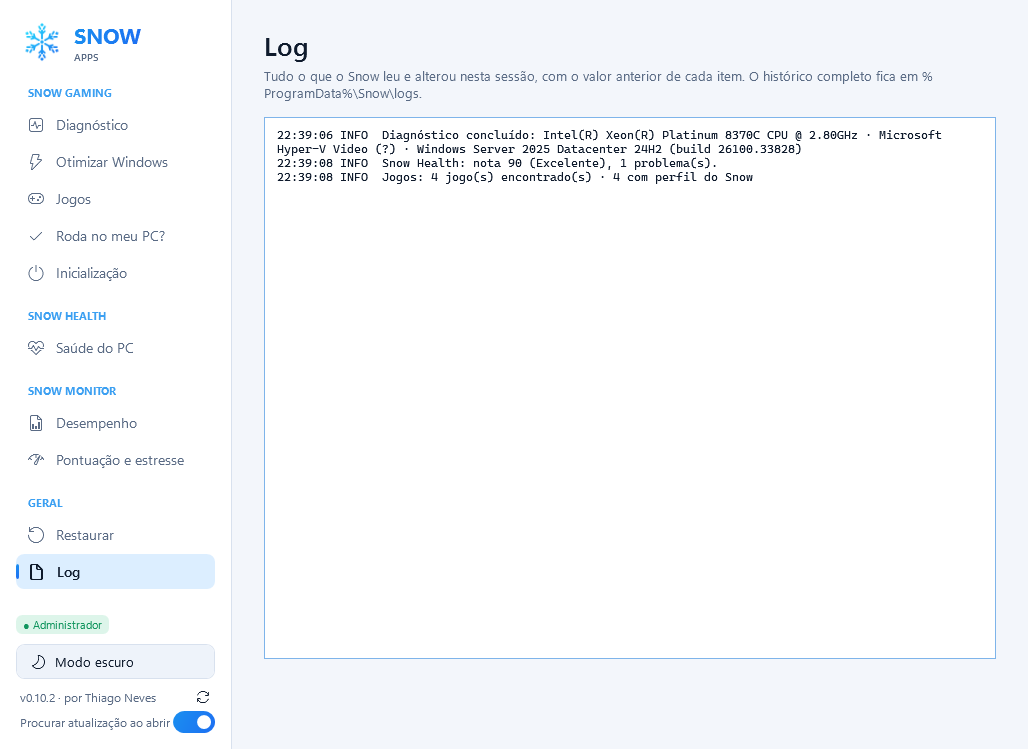 SNOW
APPS
SNOW GAMING
Diagnóstico
Otimizar Windows
Jogos
Roda no meu PC?
Inicialização
SNOW HEALTH
Saúde do PC
SNOW MONITOR
Desempenho
Pontuação e estresse
GERAL
Restaurar
Log
Administrador
Modo escuro
v0.10.2 · por Thiago Neves
Procurar atualização ao abrir
Log
Tudo o que o Snow leu e alterou nesta sessão, com o valor anterior de cada item. O histórico completo fica em %
ProgramData%\Snow\logs.
22:39:06 INFO  Diagnóstico concluído: Intel(R) Xeon(R) Platinum 8370C CPU @ 2.80GHz · Microsoft
Hyper-V Video (?) · Windows Server 2025 Datacenter 24H2 (build 26100.33828)
22:39:08 INFO  Snow Health: nota 90 (Excelente), 1 problema(s).
22:39:08 INFO  Jogos: 4 jogo(s) encontrado(s) · 4 com perfil do Snow